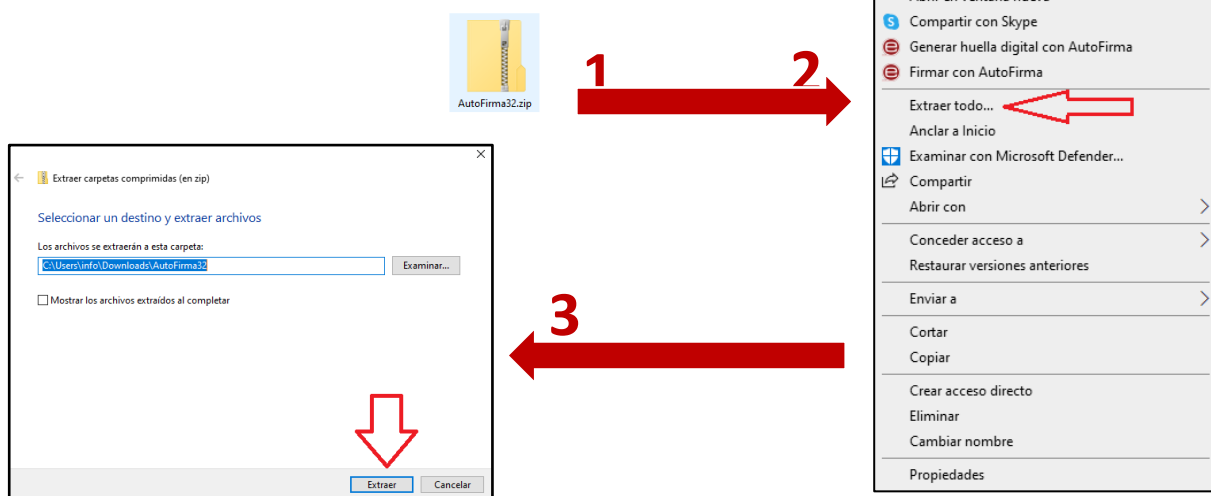 AutoFirma32.zip
1
2
Compartir con Skype
Generar huella digital con AutoFirma
Firmar con AutoFirma
Extraer todo...
Anclar a Inicio
Examinar con Microsoft Defender...
Compartir
Abrir con
Conceder acceso a
Restaurar versiones anteriores
Enviar a
Cortar
Copiar
Crear acceso directo
Eliminar
Cambiar nombre
Propiedades
3
Extraer carpetas comprimidas (en zip)
Seleccionar un destino y extraer archivos
Los archivos se extraerán a esta carpeta:
C:\Users\info\Downloads\AutoFirma32
Examinar...
Mostrar los archivos extraídos al completar
Extraer
Cancelar